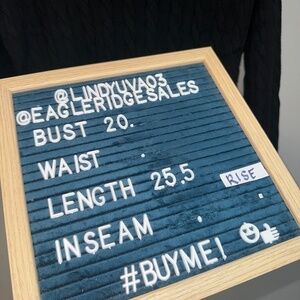 @LINDYUVA03
@EAGLERIDGESALES
BUST 20.
WAIST .
LENGTH 25.5
RISE
INSEAM .
#BUYME!